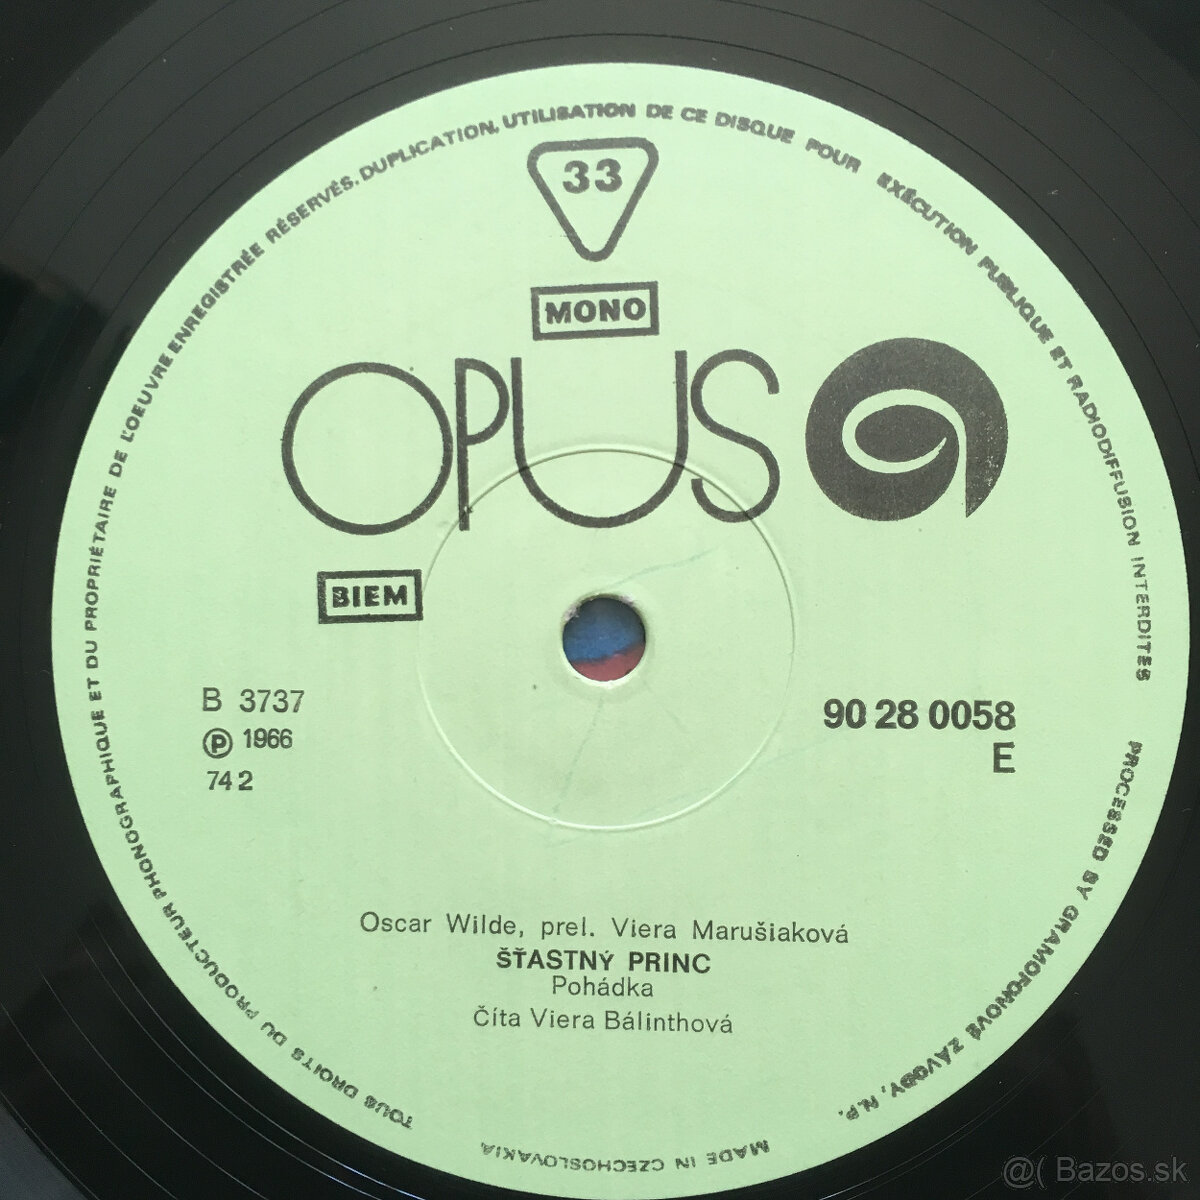 TOUS DROITS DU PRODUCTEUR PHONOGRAPHIQUE ET DU PROPRIÉTAIRE DE L'OEUVRE ENREGISTRÉE RÉSERVÉS. DUPLICATION, UTILISATION DE CE DISQUE POUR EXÉCUTION PUBLIQUE ET RADIODIFFUSION INTERDITES
33
MONO
OPUS
BIEM
B 3737
Ⓟ 1966
74 2
90 28 0058
E
Oscar Wilde, prel. Viera Marušiaková
ŠŤASTNÝ PRINC
Pohádka
Číta Viera Bálinthová
PROCESSED BY GRAMOFONOVÉ ZÁVODY, N.P.
MADE IN CZECHOSLOVAKIA.
@( Bazos.sk